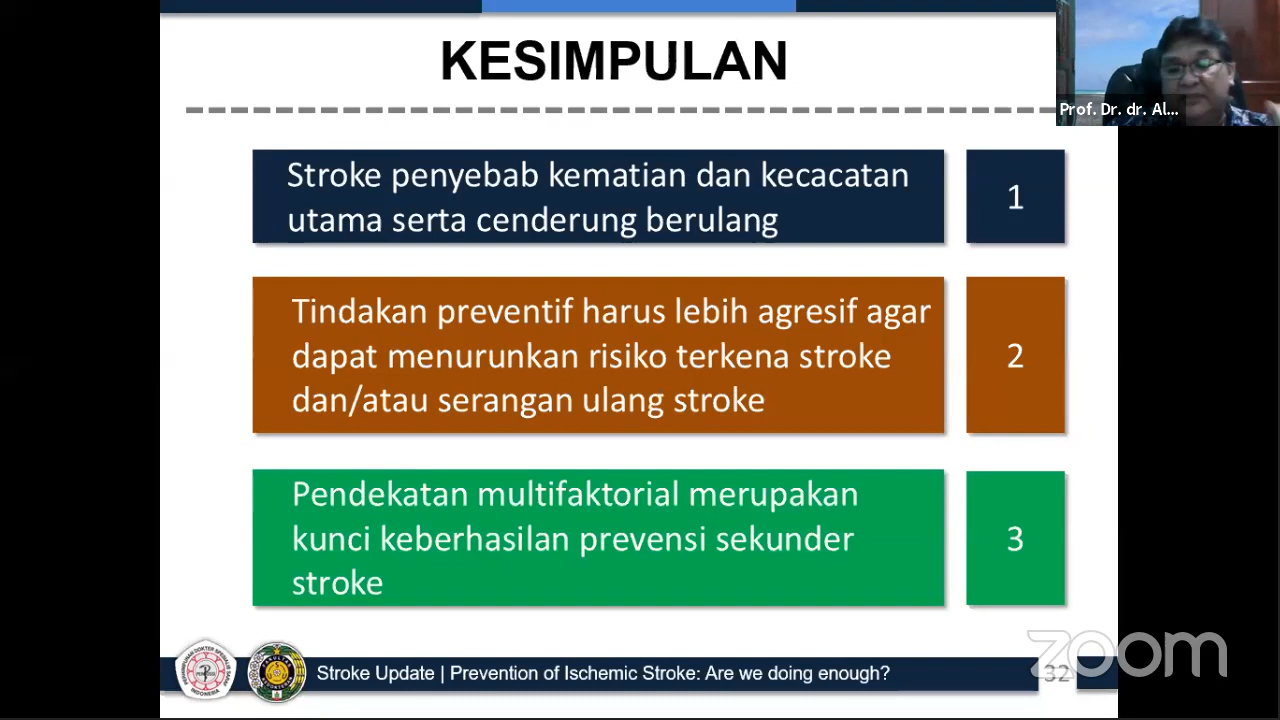 KESIMPULAN
Prof. Dr. dr. Al...
Stroke penyebab kematian dan kecacatan
utama serta cenderung berulang
1
Tindakan preventif harus lebih agresif agar
dapat menurunkan risiko terkena stroke
dan/atau serangan ulang stroke
2
Pendekatan multifaktorial merupakan
kunci keberhasilan prevensi sekunder
stroke
3
Stroke Update | Prevention of Ischemic Stroke: Are we doing enough?
32
zoom